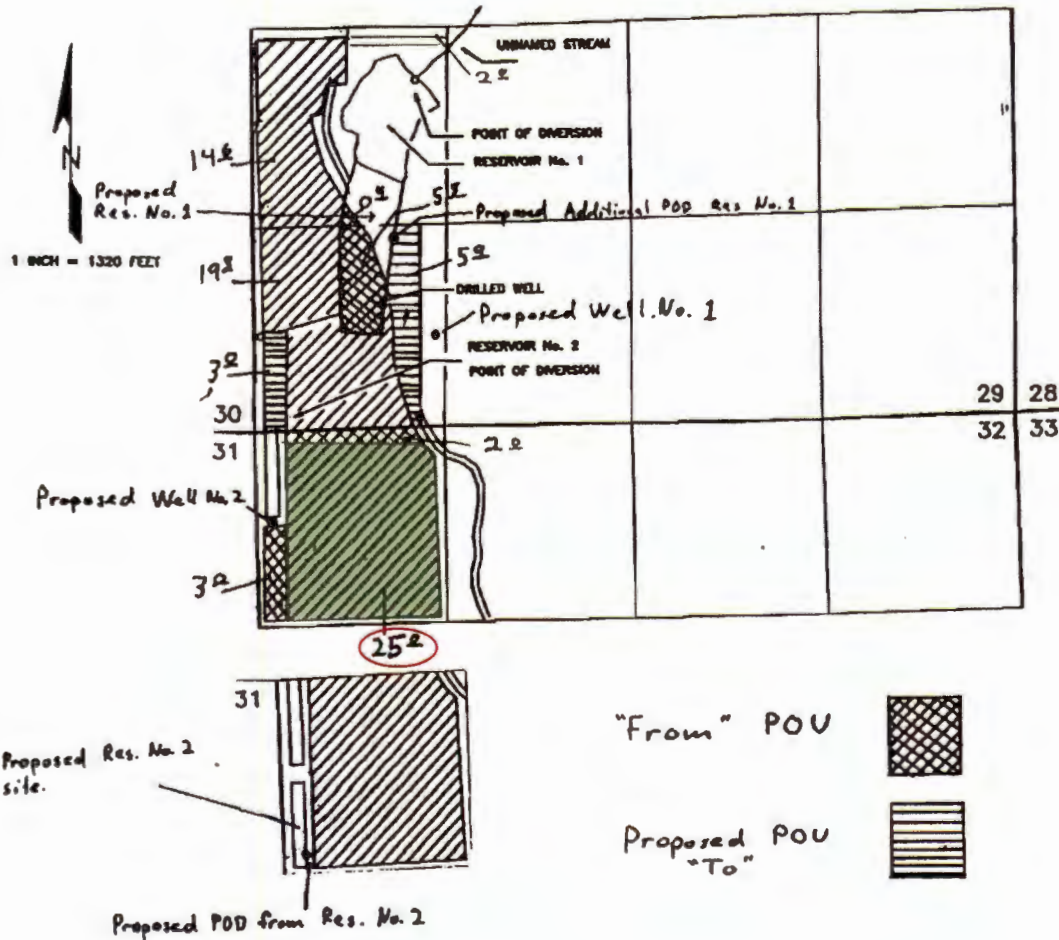 UNNAMED STREAM
2
POINT OF DIVERSION
RESERVOIR No. 1
14
N
Proposed
Res. No. 1
5
Proposed Additional POD Res No. 1
1 INCH = 1320 FEET
19
5
DRILLED WELL
Proposed Well No. 1
RESERVOIR No. 2
POINT OF DIVERSION
3
30
31
29 28
32 33
2
Proposed Well No. 2
3
25
31
Proposed Res. No. 2
site.
Proposed POD from Res. No. 2
"From" POU
Proposed POU
"To"